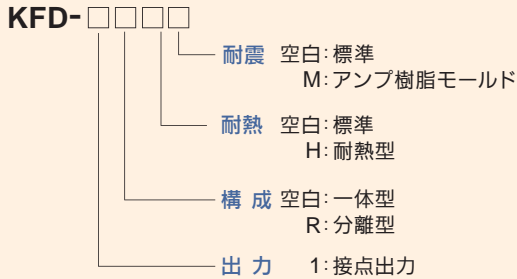 KFD-□□□□
耐震 空白:標準
M:アンプ樹脂モールド
耐熱 空白:標準
H:耐熱型
構成 空白:一体型
R:分離型
出力 1:接点出力